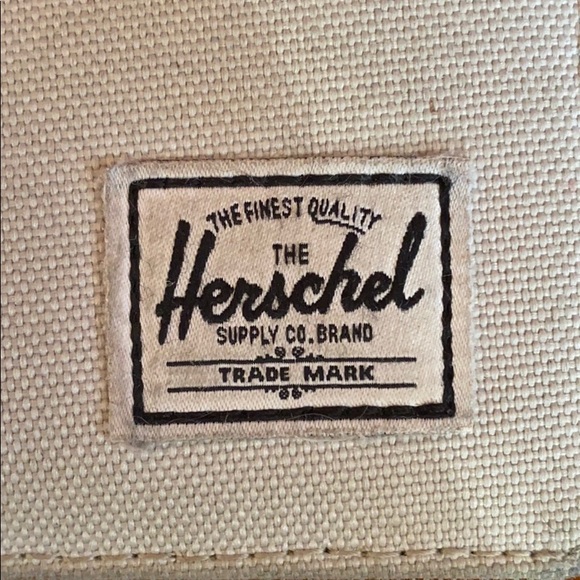 THE FINEST QUALITY
THE
Herschel
SUPPLY CO. BRAND
TRADE MARK